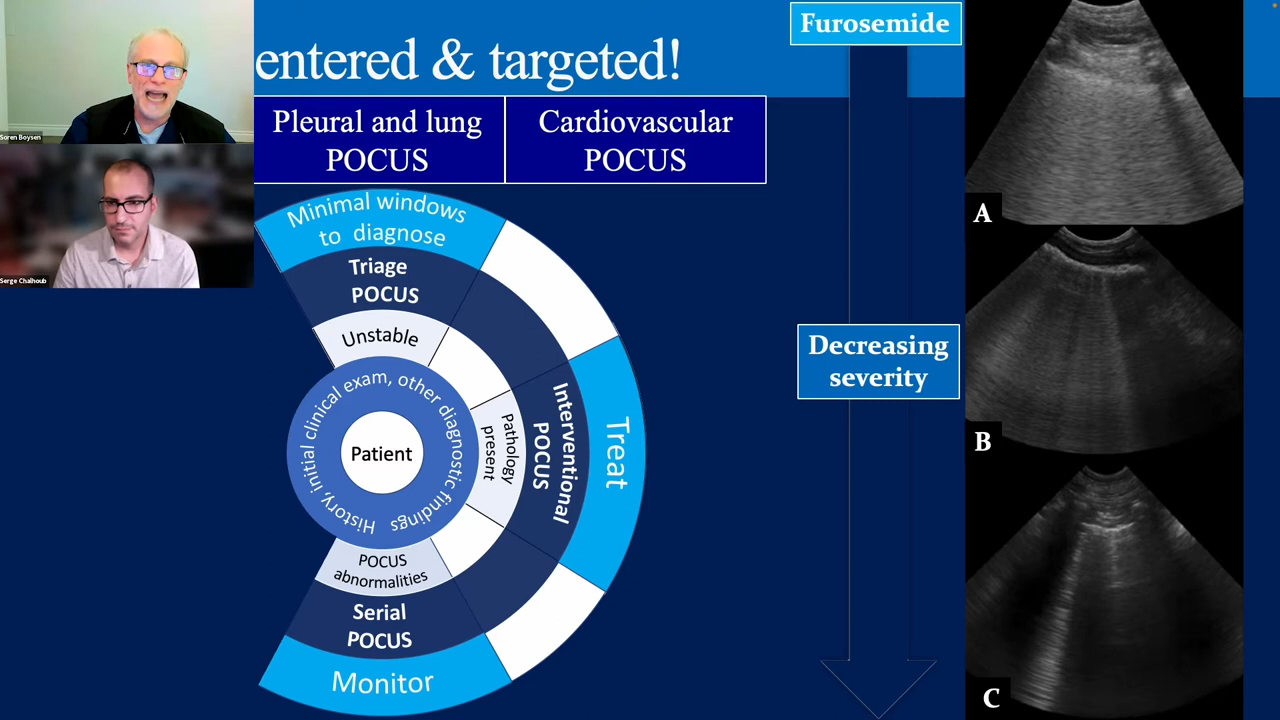 Soren Boysen
Serge Chalhoub
entered & targeted!
Pleural and lung
POCUS
Cardiovascular
POCUS
Minimal windows
to diagnose
Triage
POCUS
Unstable
History, initial clinical exam, other diagnostic findings
Patient
Pathology
present
Interventional
POCUS
Treat
POCUS
abnormalities
Serial
POCUS
Monitor
Furosemide
Decreasing
severity
A
B
C